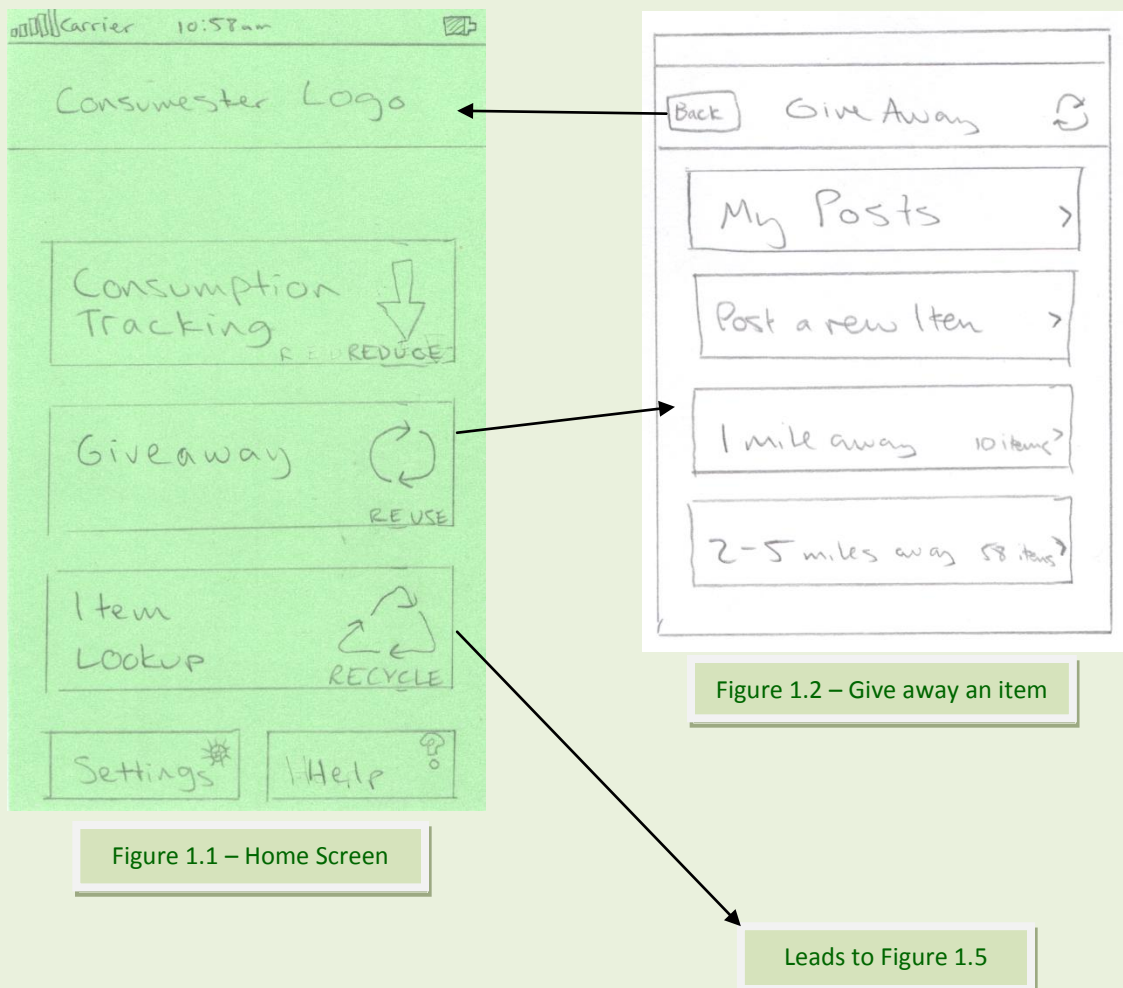 Carrier 10:58am
Consumester Logo
Consumption
Tracking
REDUCE
Giveaway
REUSE
Item
Lookup
RECYCLE
Settings
Help
?
Figure 1.1 – Home Screen
Back Give Away
My Posts >
Post a new Item >
1 mile away 10 items >
2-5 miles away 58 items >
Figure 1.2 – Give away an item
Leads to Figure 1.5